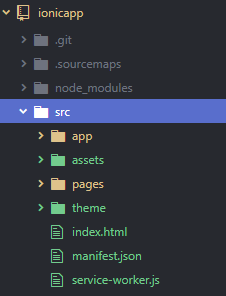 ionicapp
.git
.sourcemaps
node_modules
src
app
assets
pages
theme
index.html
manifest.json
service-worker.js